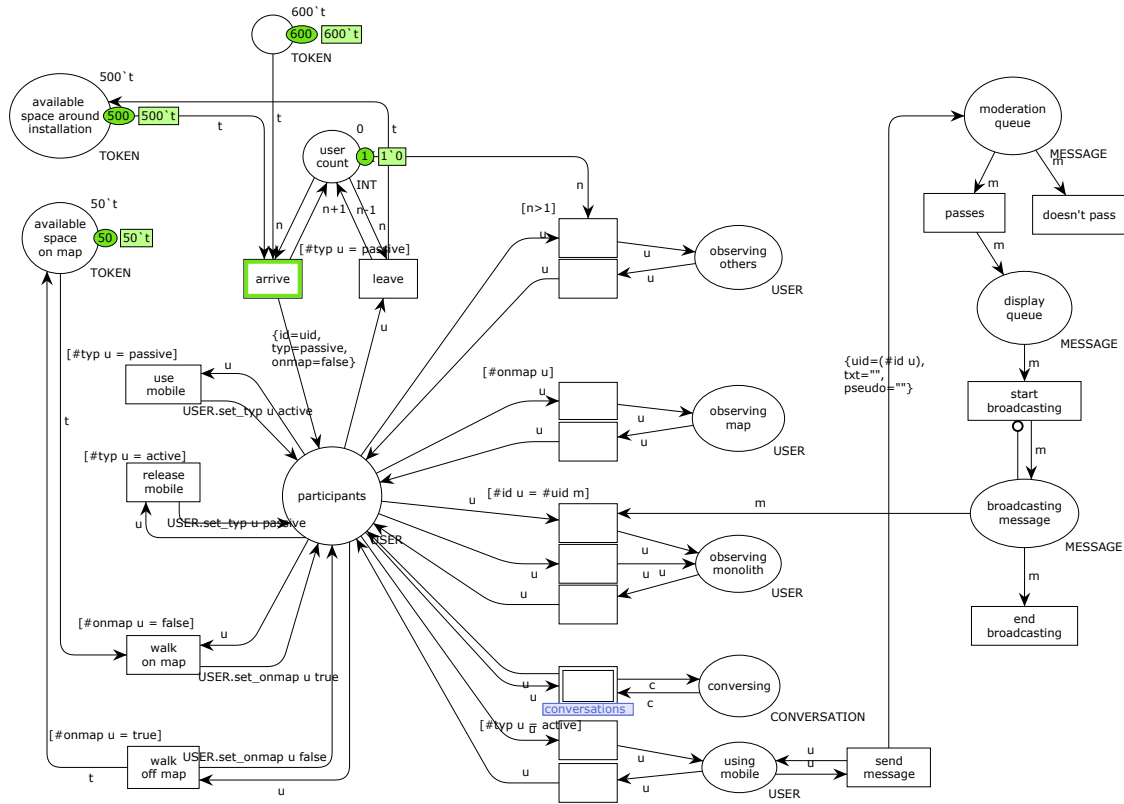 600`t
600
600`t
TOKEN
500`t
available
space around
installation
500
500`t
TOKEN
t
t
t
0
user
count
1
1`0
INT
n
n+1
n-1
n
n
50`t
available
space
on map
50
50`t
TOKEN
[#typ u = passive]
arrive
leave
u
{id=uid,
typ=passive,
onmap=false}
[n>1]
u
u
u
u
observing
others
USER
[#typ u = passive]
use
mobile
u
USER.set_typ u active
t
[#typ u = active]
release
mobile
u
USER.set_typ u passive
participants
USER
[#onmap u]
u
u
u
u
observing
map
USER
[#id u = #uid m]
u
u
u
u
u
u
observing
monolith
USER
m
[#onmap u = false]
walk
on map
u
USER.set_onmap u true
u
u
conversations
c
c
conversing
CONVERSATION
[#onmap u = true]
walk
off map
USER.set_onmap u false
t
u
[#typ u = active]
u
u
u
u
using
mobile
USER
u
u
send
message
{uid=(#id u),
txt="",
pseudo=""}
moderation
queue
MESSAGE
m
m
passes
doesn't pass
m
display
queue
MESSAGE
m
start
broadcasting
m
broadcasting
message
MESSAGE
m
end
broadcasting